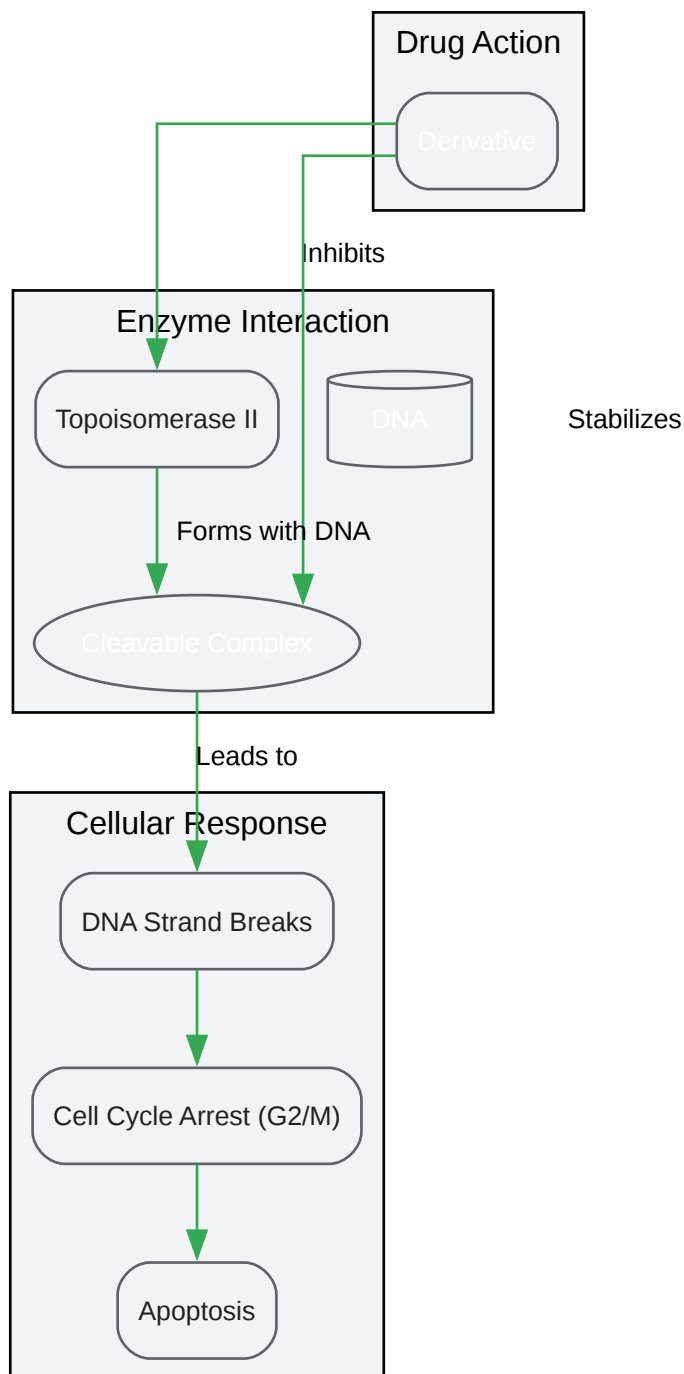 Drug Action
Derivative
Inhibits
Enzyme Interaction
Topoisomerase II
DNA
Stabilizes
Forms with DNA
Cleavable Complex
Leads to
Cellular Response
DNA Strand Breaks
Cell Cycle Arrest (G2/M)
Apoptosis